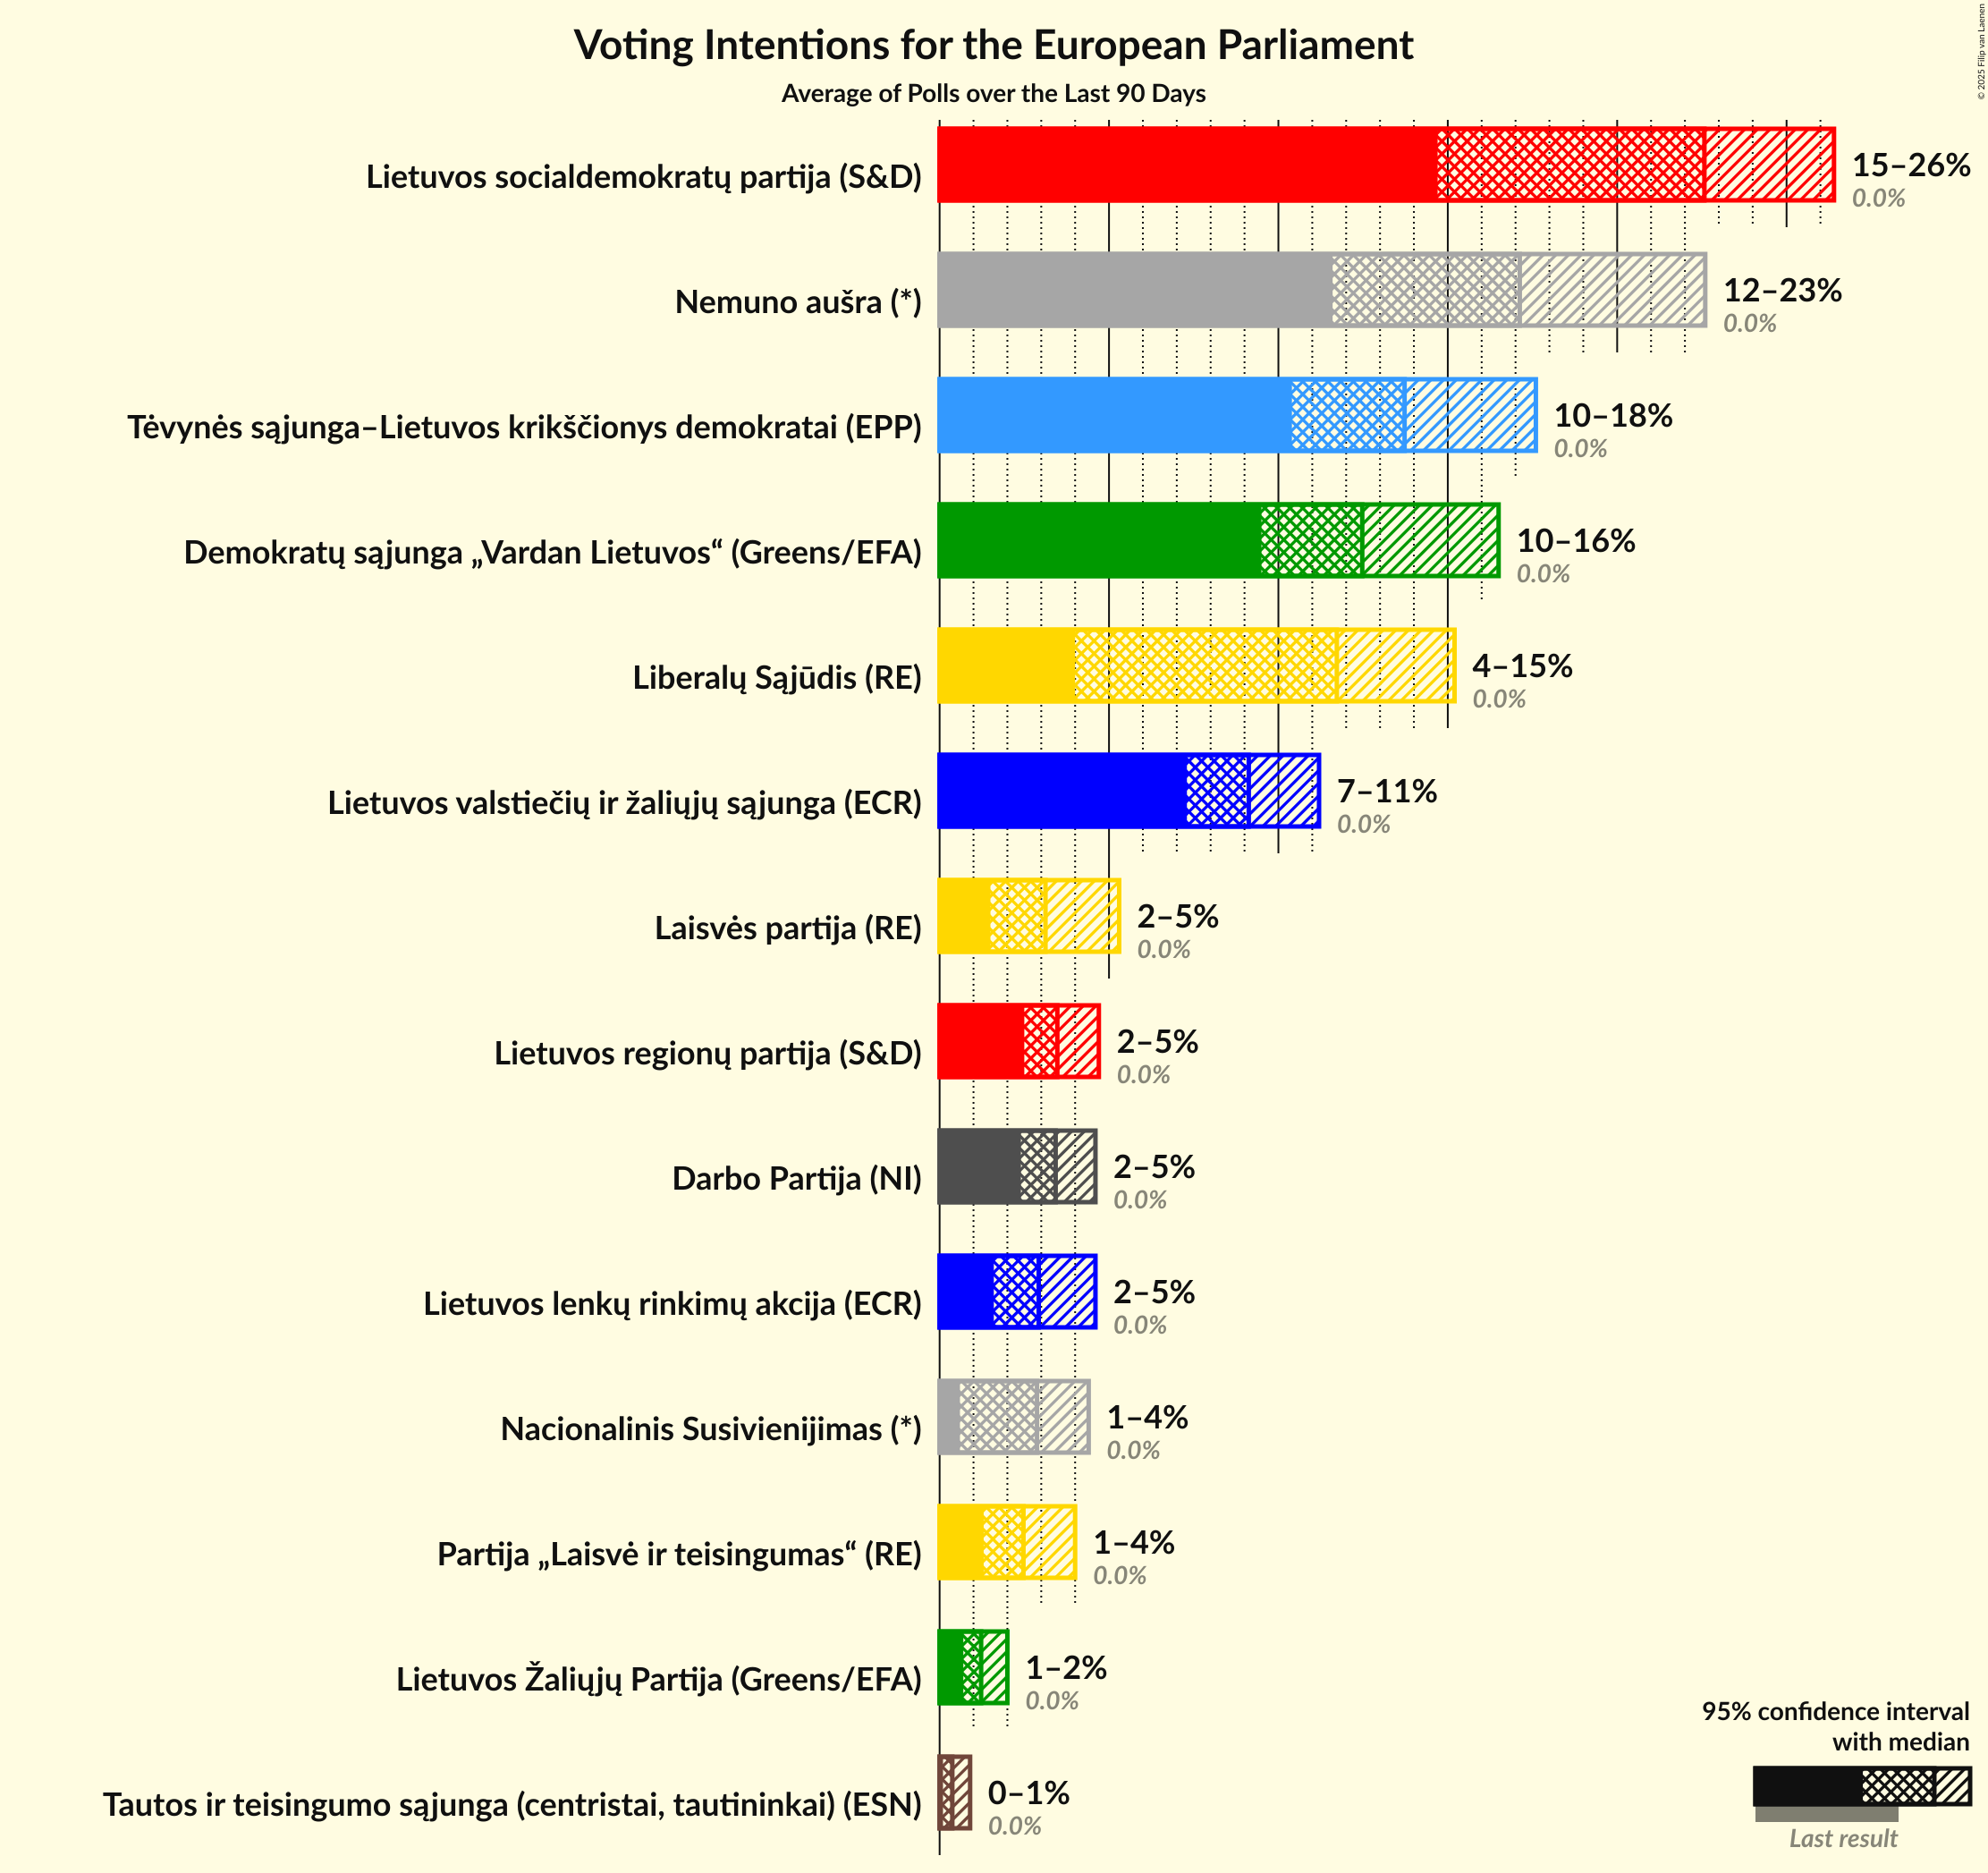 © 2025 Filip van Laenen
Voting Intentions for the European Parliament
Average of Polls over the Last 90 Days
Lietuvos socialdemokratų partija (S&D)
15–26%
0.0%
Nemuno aušra (*)
12–23%
0.0%
Tėvynės sąjunga–Lietuvos krikščionys demokratai (EPP)
10–18%
0.0%
Demokratų sąjunga „Vardan Lietuvos“ (Greens/EFA)
10–16%
0.0%
Liberalų Sąjūdis (RE)
4–15%
0.0%
Lietuvos valstiečių ir žaliųjų sąjunga (ECR)
7–11%
0.0%
Laisvės partija (RE)
2–5%
0.0%
Lietuvos regionų partija (S&D)
2–5%
0.0%
Darbo Partija (NI)
2–5%
0.0%
Lietuvos lenkų rinkimų akcija (ECR)
2–5%
0.0%
Nacionalinis Susivienijimas (*)
1–4%
0.0%
Partija „Laisvė ir teisingumas“ (RE)
1–4%
0.0%
Lietuvos Žaliųjų Partija (Greens/EFA)
1–2%
0.0%
Tautos ir teisingumo sąjunga (centristai, tautininkai) (ESN)
0–1%
0.0%
95% confidence interval
with median
Last result